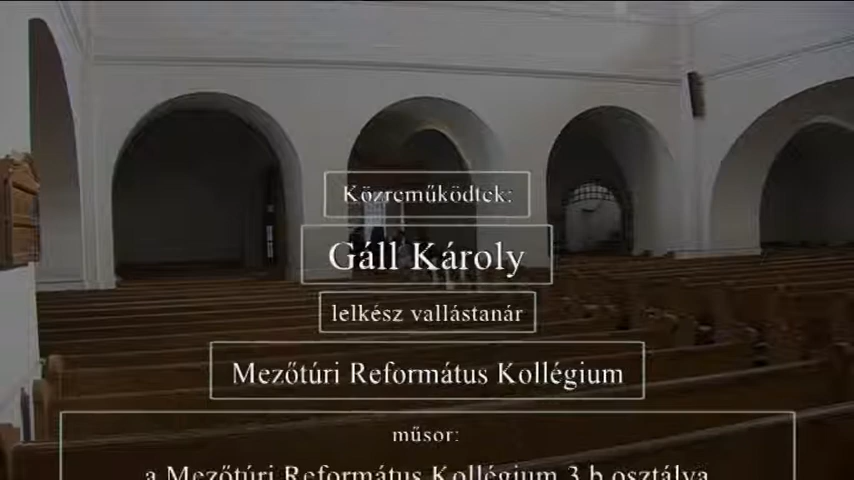 Közreműködtek:
Gáll Károly
lelkész vallástanár
Mezőtúri Református Kollégium
műsor:
a Mezőtúri Református Kollégium 3.b osztálya